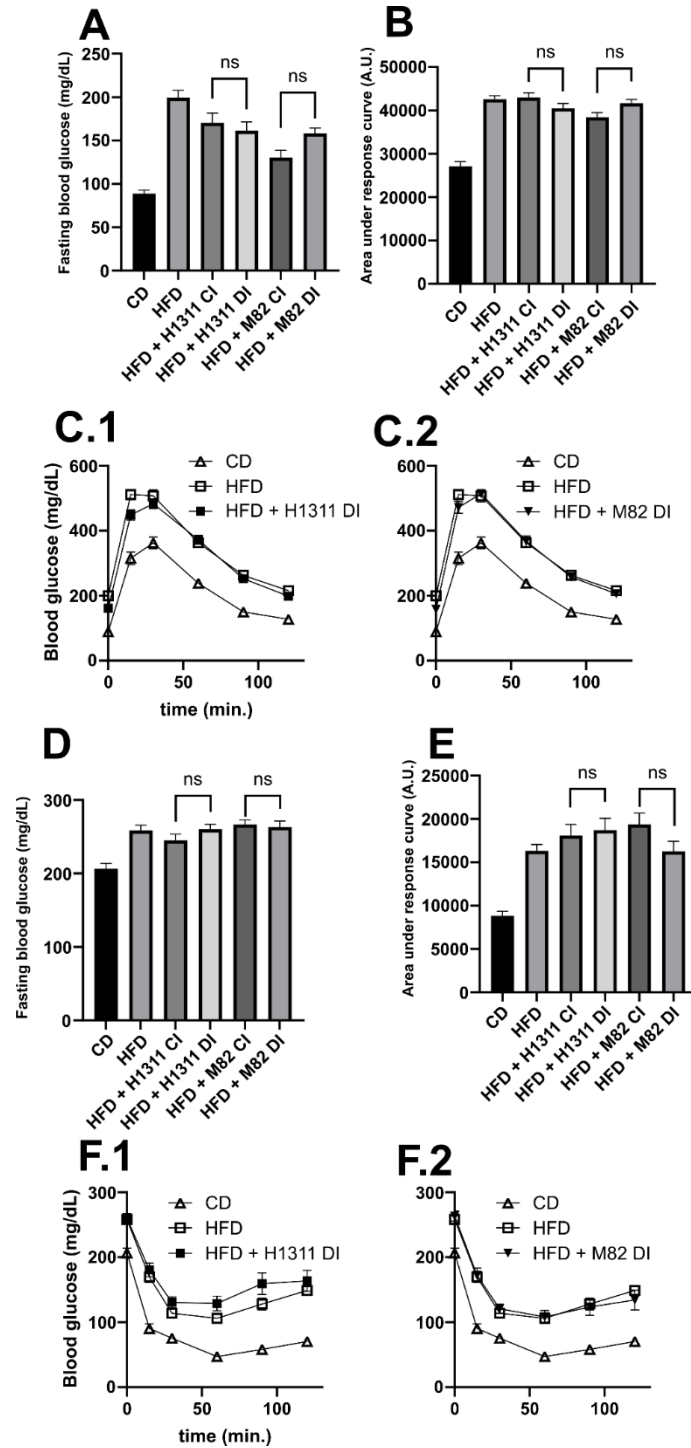 A
B
ns
ns
ns
ns
Fasting blood glucose (mg/dL)
250
200
150
100
50
0
Area under response curve (A.U.)
50000
40000
30000
20000
10000
0
CD
HFD
HFD + H1311 CI
HFD + H1311 DI
HFD + M82 CI
HFD + M82 DI
CD
HFD
HFD + H1311 CI
HFD + H1311 DI
HFD + M82 CI
HFD + M82 DI
C.1
C.2
Blood glucose (mg/dL)
600
400
200
0
CD
HFD
HFD + H1311 DI
0
50
100
time (min.)
600
400
200
0
CD
HFD
HFD + M82 DI
0
50
100
D
E
Fasting blood glucose (mg/dL)
300
200
100
0
ns
ns
Area under response curve (A.U.)
25000
20000
15000
10000
5000
0
ns
ns
CD
HFD
HFD + H1311 CI
HFD + H1311 DI
HFD + M82 CI
HFD + M82 DI
CD
HFD
HFD + H1311 CI
HFD + H1311 DI
HFD + M82 CI
HFD + M82 DI
F.1
F.2
Blood glucose (mg/dL)
300
200
100
0
CD
HFD
HFD + H1311 DI
0
50
100
time (min.)
300
200
100
0
CD
HFD
HFD + M82 DI
0
50
100